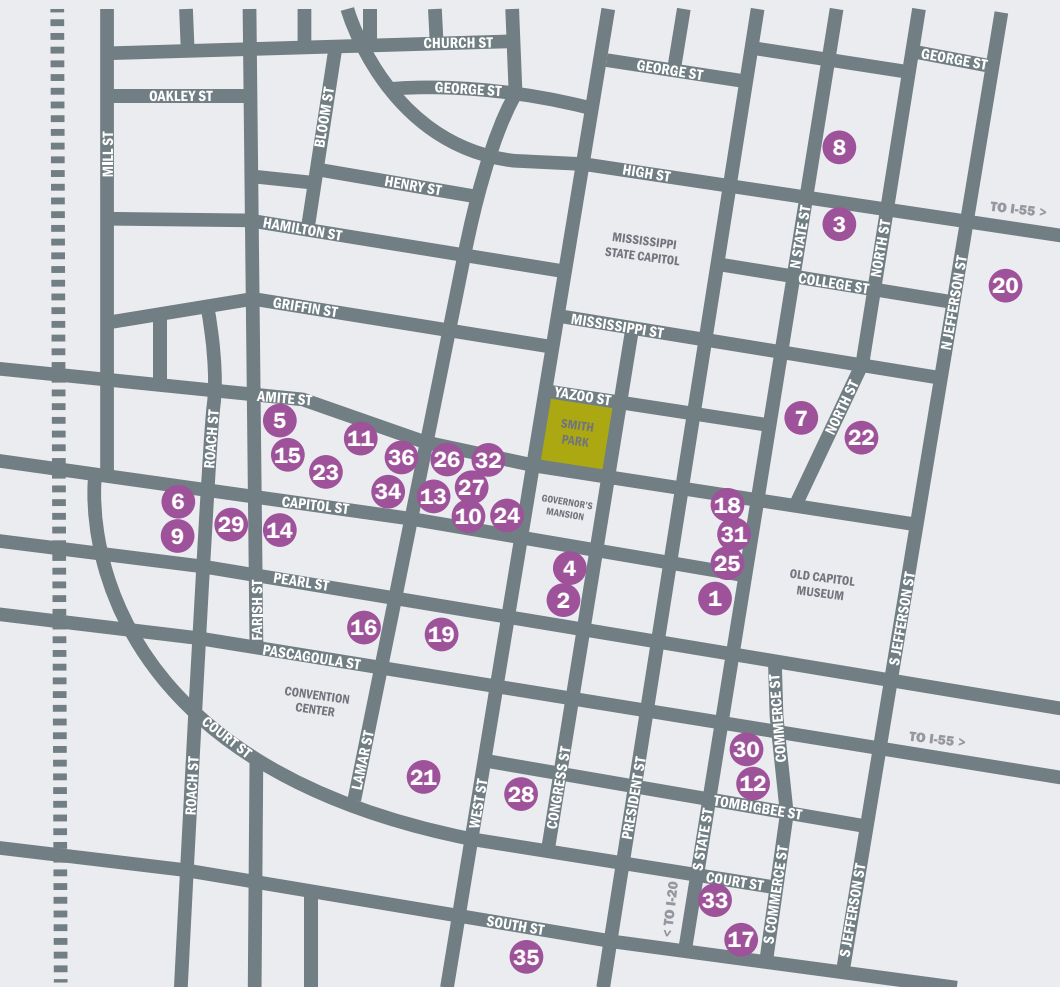 CHURCH ST
GEORGE ST
GEORGE ST
GEORGE ST
OAKLEY ST
BLOOM ST
MILL ST
8
HENRY ST
HIGH ST
TO I-55 >
HAMILTON ST
MISSISSIPPI
STATE CAPITOL
N STATE ST
3
NORTH ST
COLLEGE ST
20
N JEFFERSON ST
GRIFFIN ST
MISSISSIPPI ST
AMITE ST
YAZOO ST
SMITH
PARK
7
NORTH ST
22
ROACH ST
5
11
15
23
36
26
32
34
13
27
10
24
GOVERNOR'S
MANSION
18
31
25
1
6
9
29
14
CAPITOL ST
4
2
OLD CAPITOL
MUSEUM
PEARL ST
FARISH ST
16
19
S JEFFERSON ST
PASCAGOULA ST
CONVENTION
CENTER
COURT ST
LAMAR ST
ROACH ST
21
WEST ST
28
CONGRESS ST
PRESIDENT ST
COMMERCE ST
30
12
TO I-55 >
TOMBIGBEE ST
S STATE ST
COURT ST
< TO I-20
33
17
S COMMERCE ST
S JEFFERSON ST
SOUTH ST
35